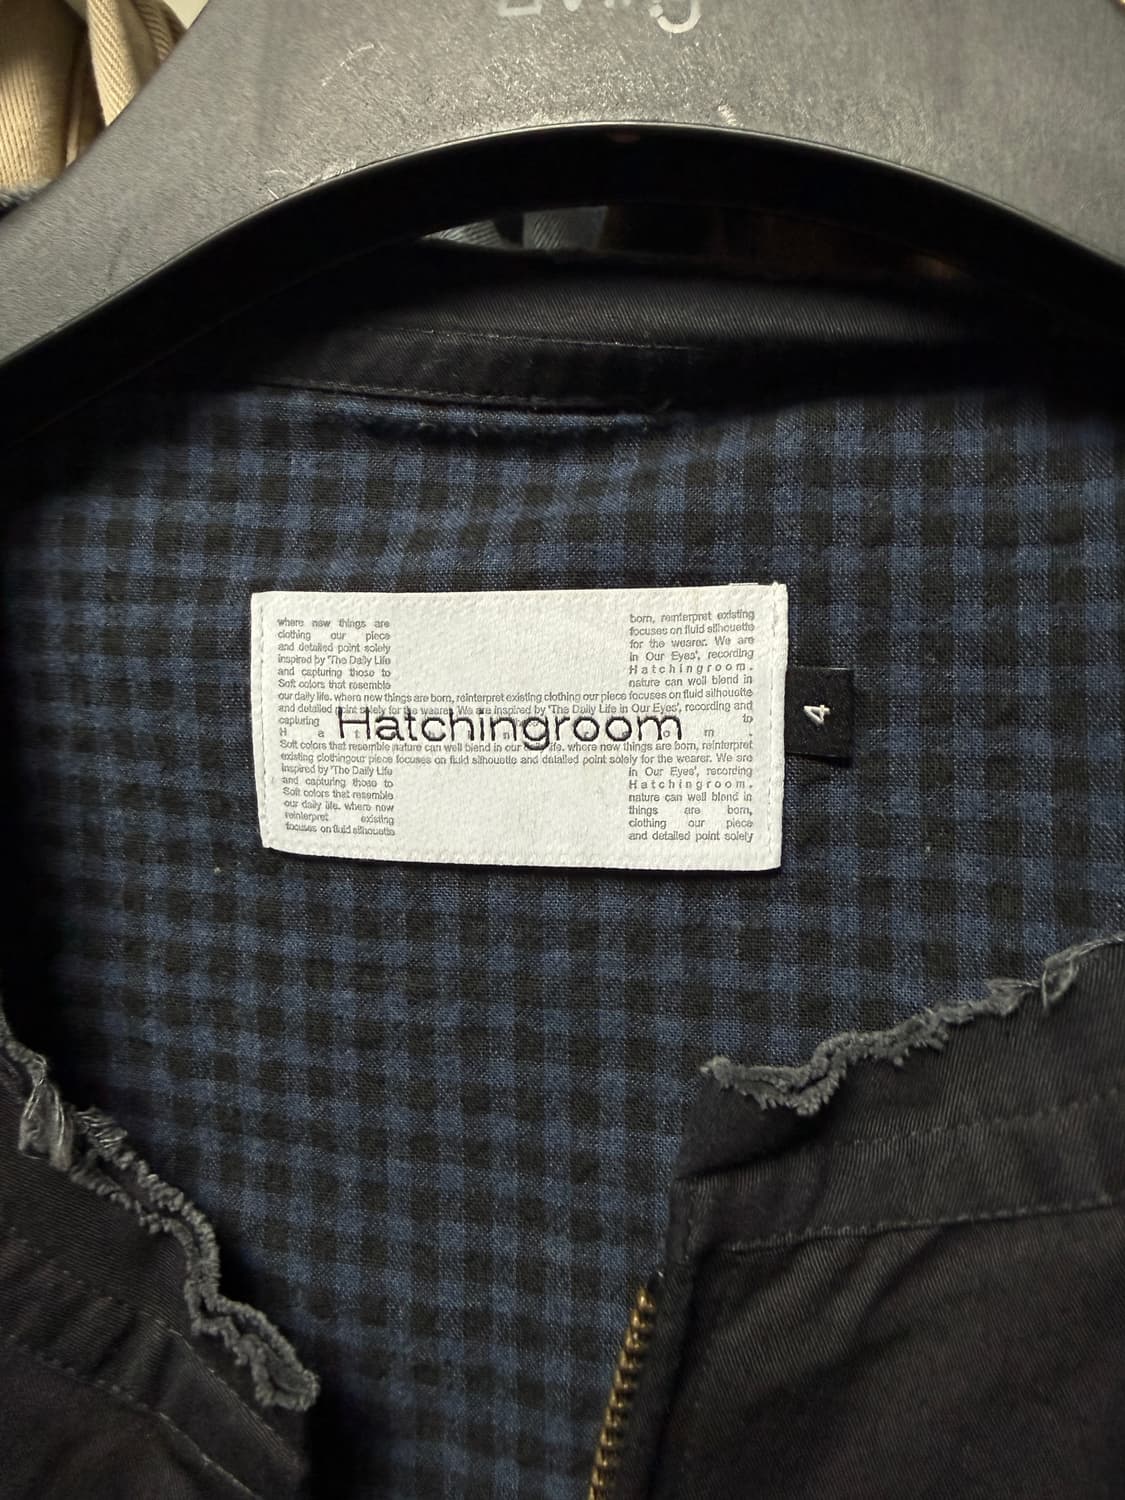 where new things are
clothing our piece
and detailed point solely
inspired by 'The Daily Life
and capturing those to
Soft colors that resemble
born, reinterpret existing
focuses on fluid silhouette
for the wearer. We are
in Our Eyes', recording
Hatchingroom.
nature can well blend in
our daily life. where new things are born, reinterpret existing clothing our piece focuses on fluid silhouette
and detailed point solely for the wearer. We are inspired by 'The Daily Life in Our Eyes', recording and
capturing to
Hatchingroom
Soft colors that resemble nature can well blend in our life. where new things are born, reinterpret
existing clothingour piece focuses on fluid silhouette and detailed point solely for the wearer. We are
inspired by 'The Daily Life
and capturing those to
Soft colors that resemble
our daily life. where new
reinterpret existing
focuses on fluid silhouette
in Our Eyes', recording
Hatchingroom.
nature can well blend in
things are born,
clothing our piece
and detailed point solely
4